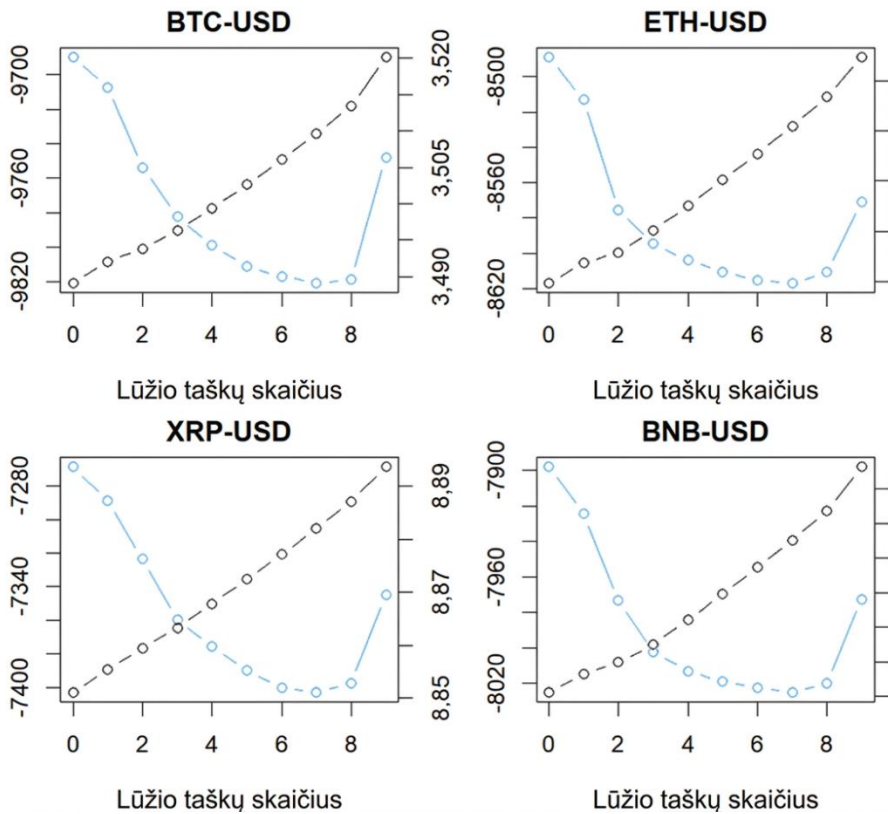 BTC-USD
-9700
-9760
-9820
3,520
3,505
3,490
0 2 4 6 8
Lūžio taškų skaičius
ETH-USD
-8500
-8560
-8620
0 2 4 6 8
Lūžio taškų skaičius
XRP-USD
-7280
-7340
-7400
8,89
8,87
8,85
0 2 4 6 8
Lūžio taškų skaičius
BNB-USD
-7900
-7960
-8020
0 2 4 6 8
Lūžio taškų skaičius